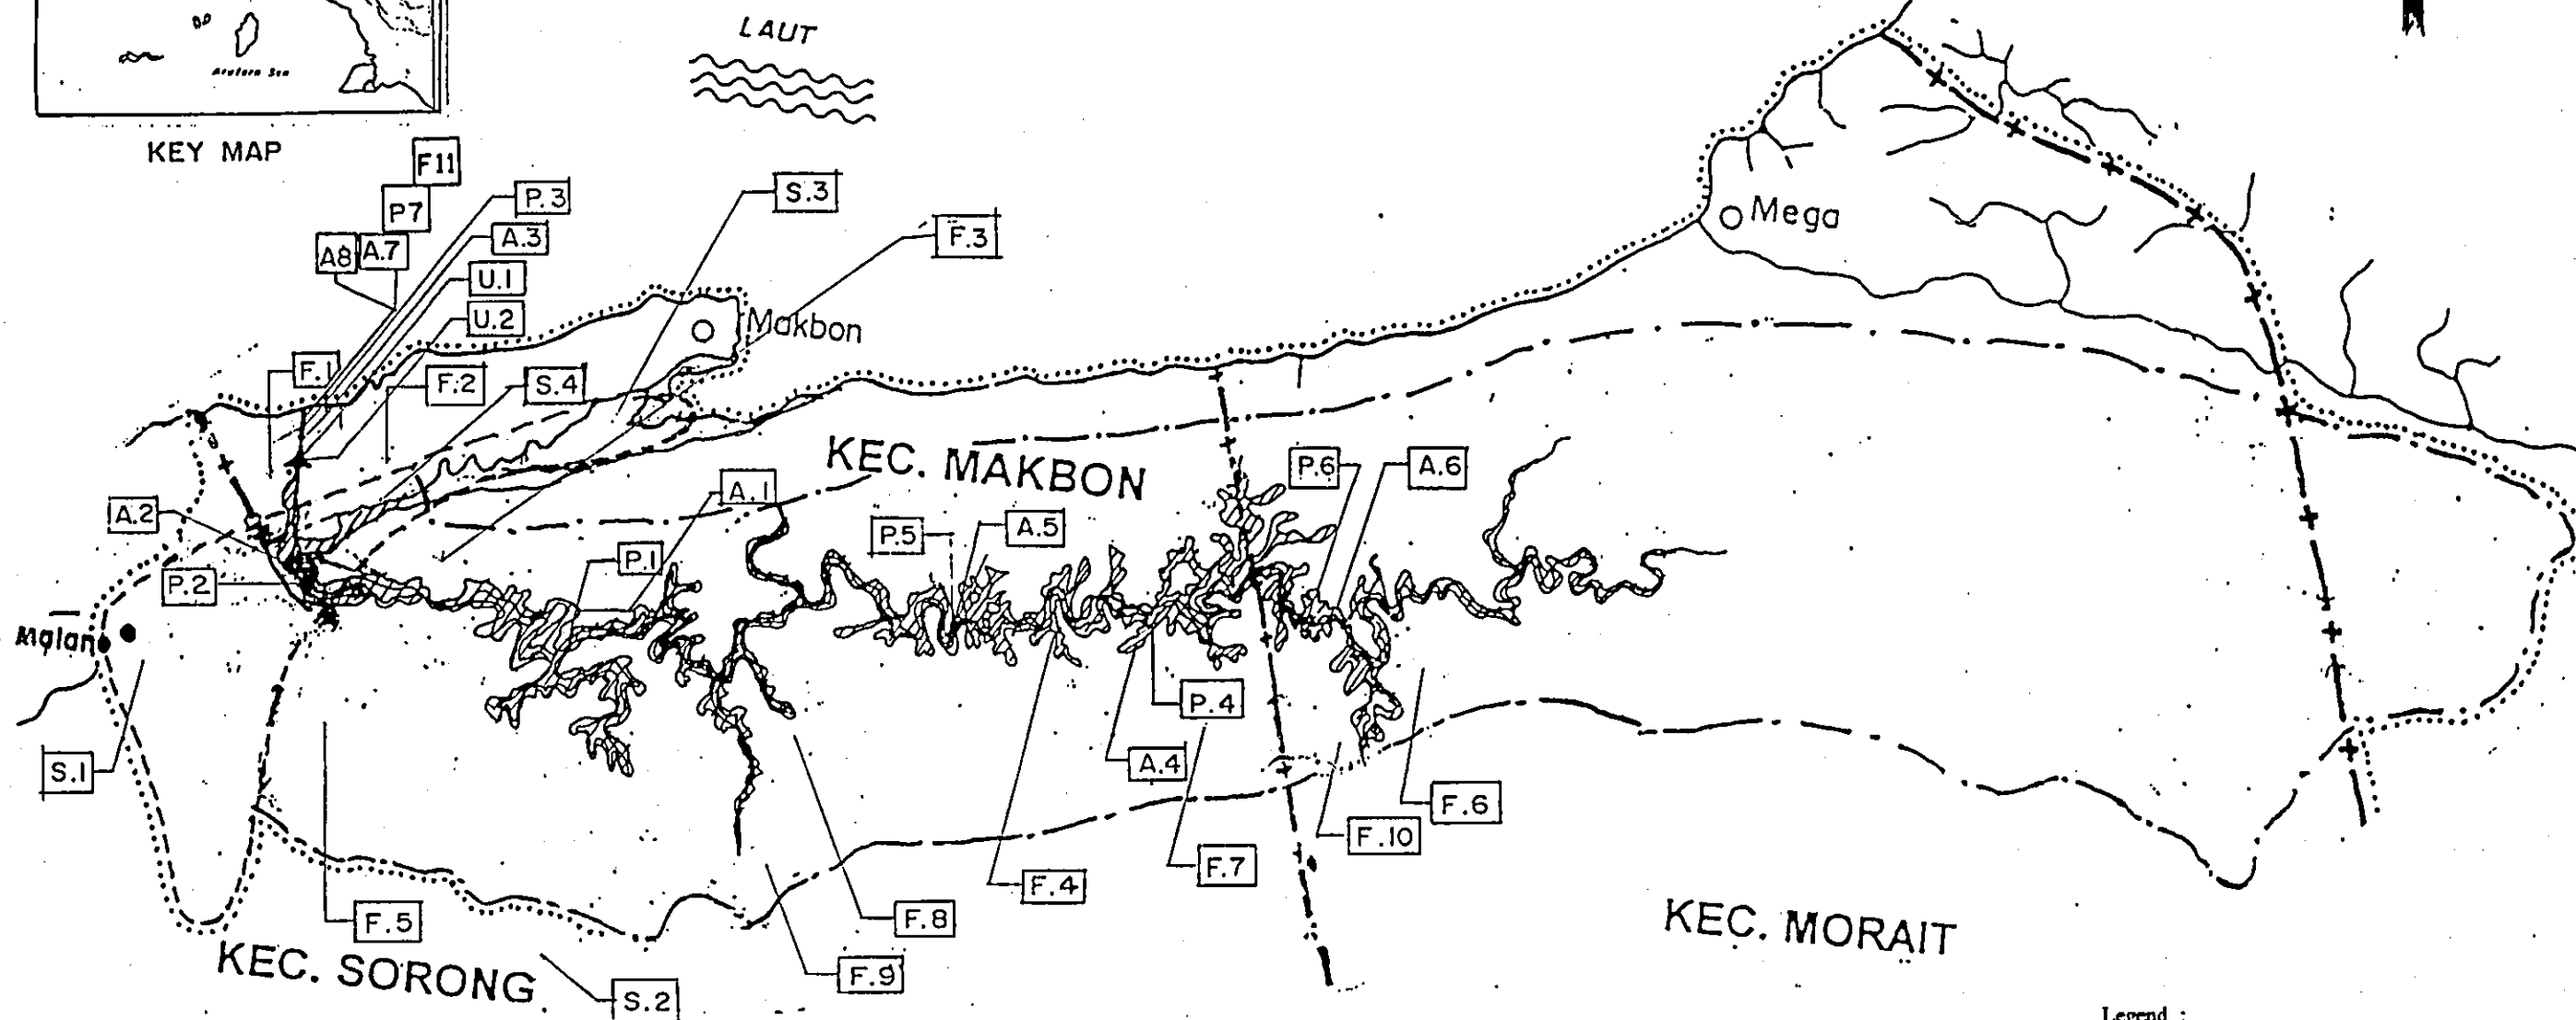 LAUT
Arafura Sea
KEY MAP
F11
P7
A8
A.7
P.3
A.3
U.1
U.2
S.3
F.3
Mega
Makbon
F.1
F.2
S.4
KEC. MAKBON
A.2
A.1
P.5
A.5
P.6
A.6
P.2
P.1
Malan
S.1
P.4
A.4
F.6
F.10
F.7
F.4
F.5
F.8
F.9
KEC. SORONG
S.2
KEC. MORAIT
Legend :